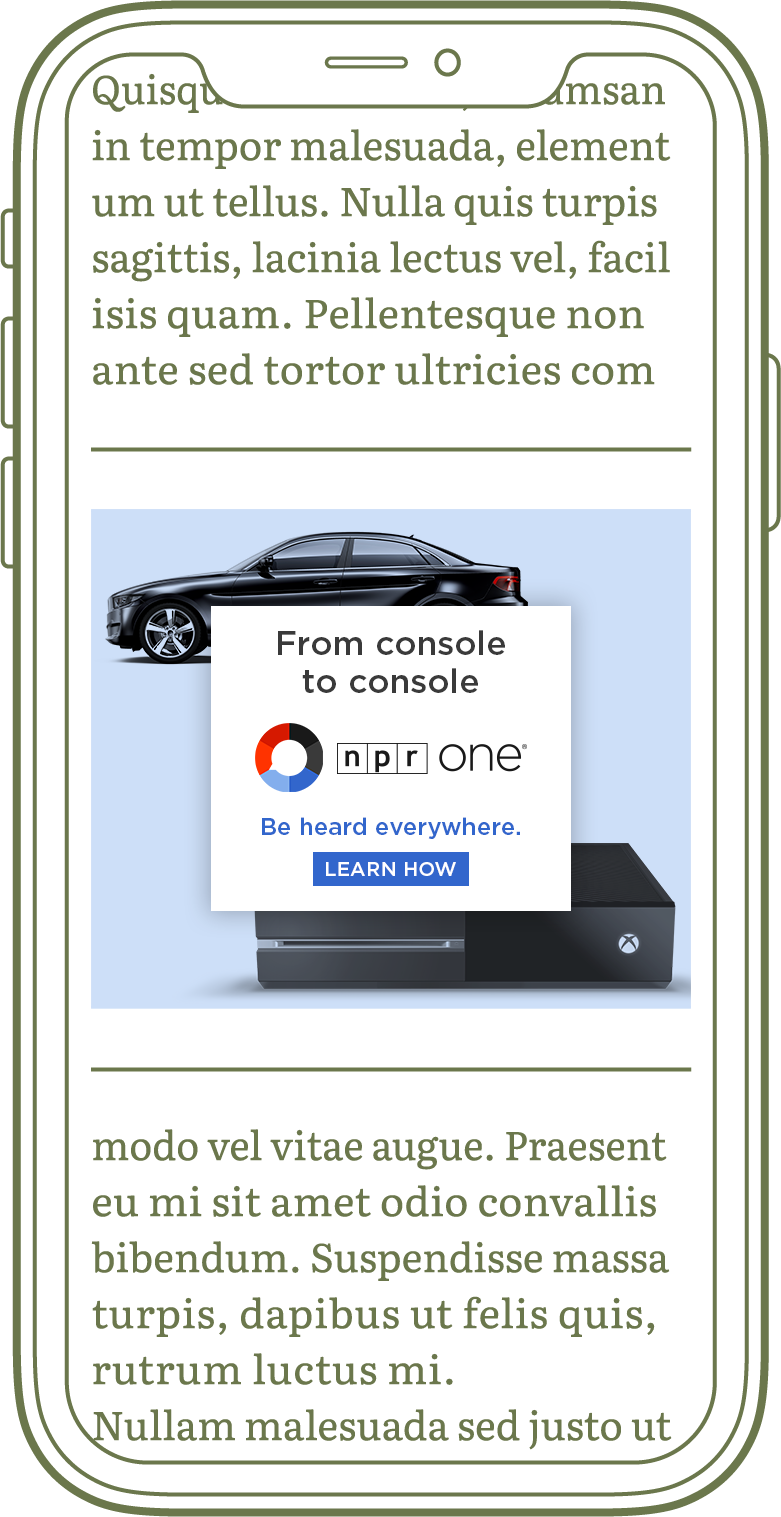 in tempor malesuada, element
um ut tellus. Nulla quis turpis
sagittis, lacinia lectus vel, facil
isis quam. Pellentesque non
ante sed tortor ultricies com
From console
to console
npr one®
Be heard everywhere.
LEARN HOW
modo vel vitae augue. Praesent
eu mi sit amet odio convallis
bibendum. Suspendisse massa
turpis, dapibus ut felis quis,
rutrum luctus mi.
Nullam malesuada sed justo ut